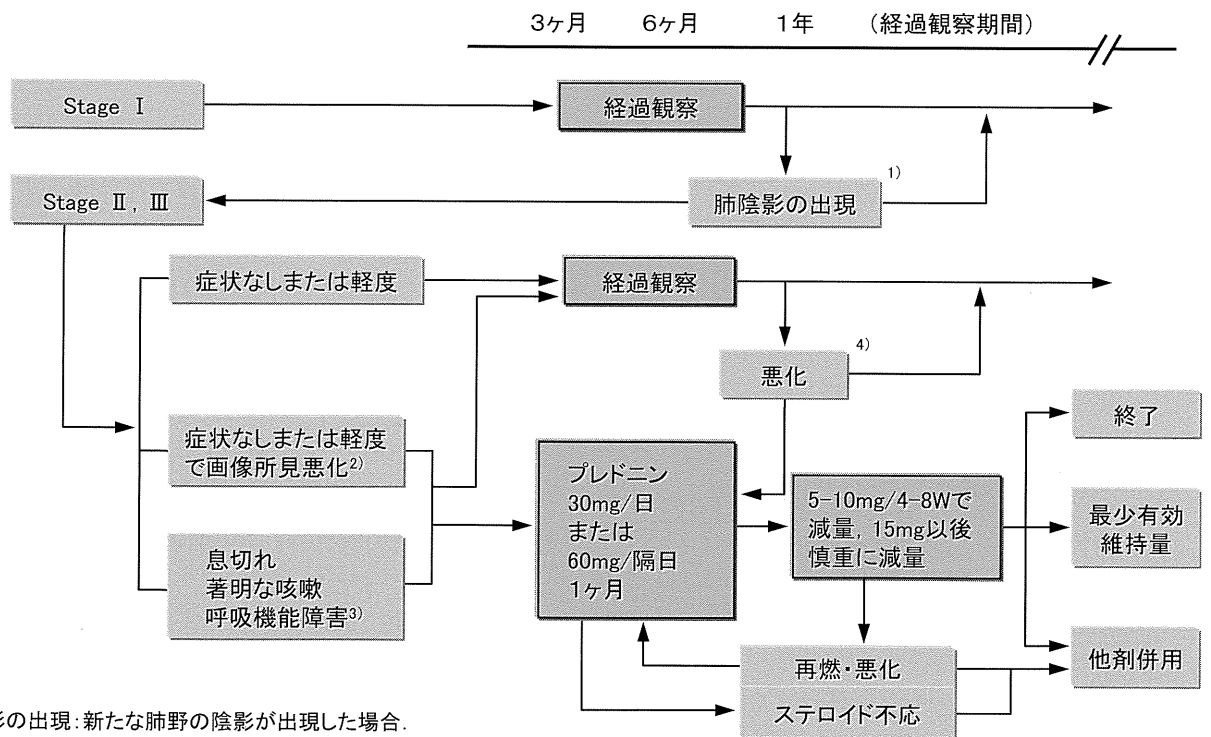 3ヶ月 6ヶ月 1年 (経過観察期間)
Stage Ⅰ
経過観察
肺陰影の出現 1)
Stage Ⅱ, Ⅲ
症状なしまたは軽度
経過観察
悪化 4)
症状なしまたは軽度
で画像所見悪化2)
息切れ
著明な咳嗽
呼吸機能障害3)
プレドニン
30mg/日
または
60mg/隔日
1ヶ月
5-10mg/4-8Wで
減量, 15mg以後
慎重に減量
再燃・悪化
ステロイド不応
終了
最少有効
維持量
他剤併用
の出現:新たな肺野の陰影が出現した場合.